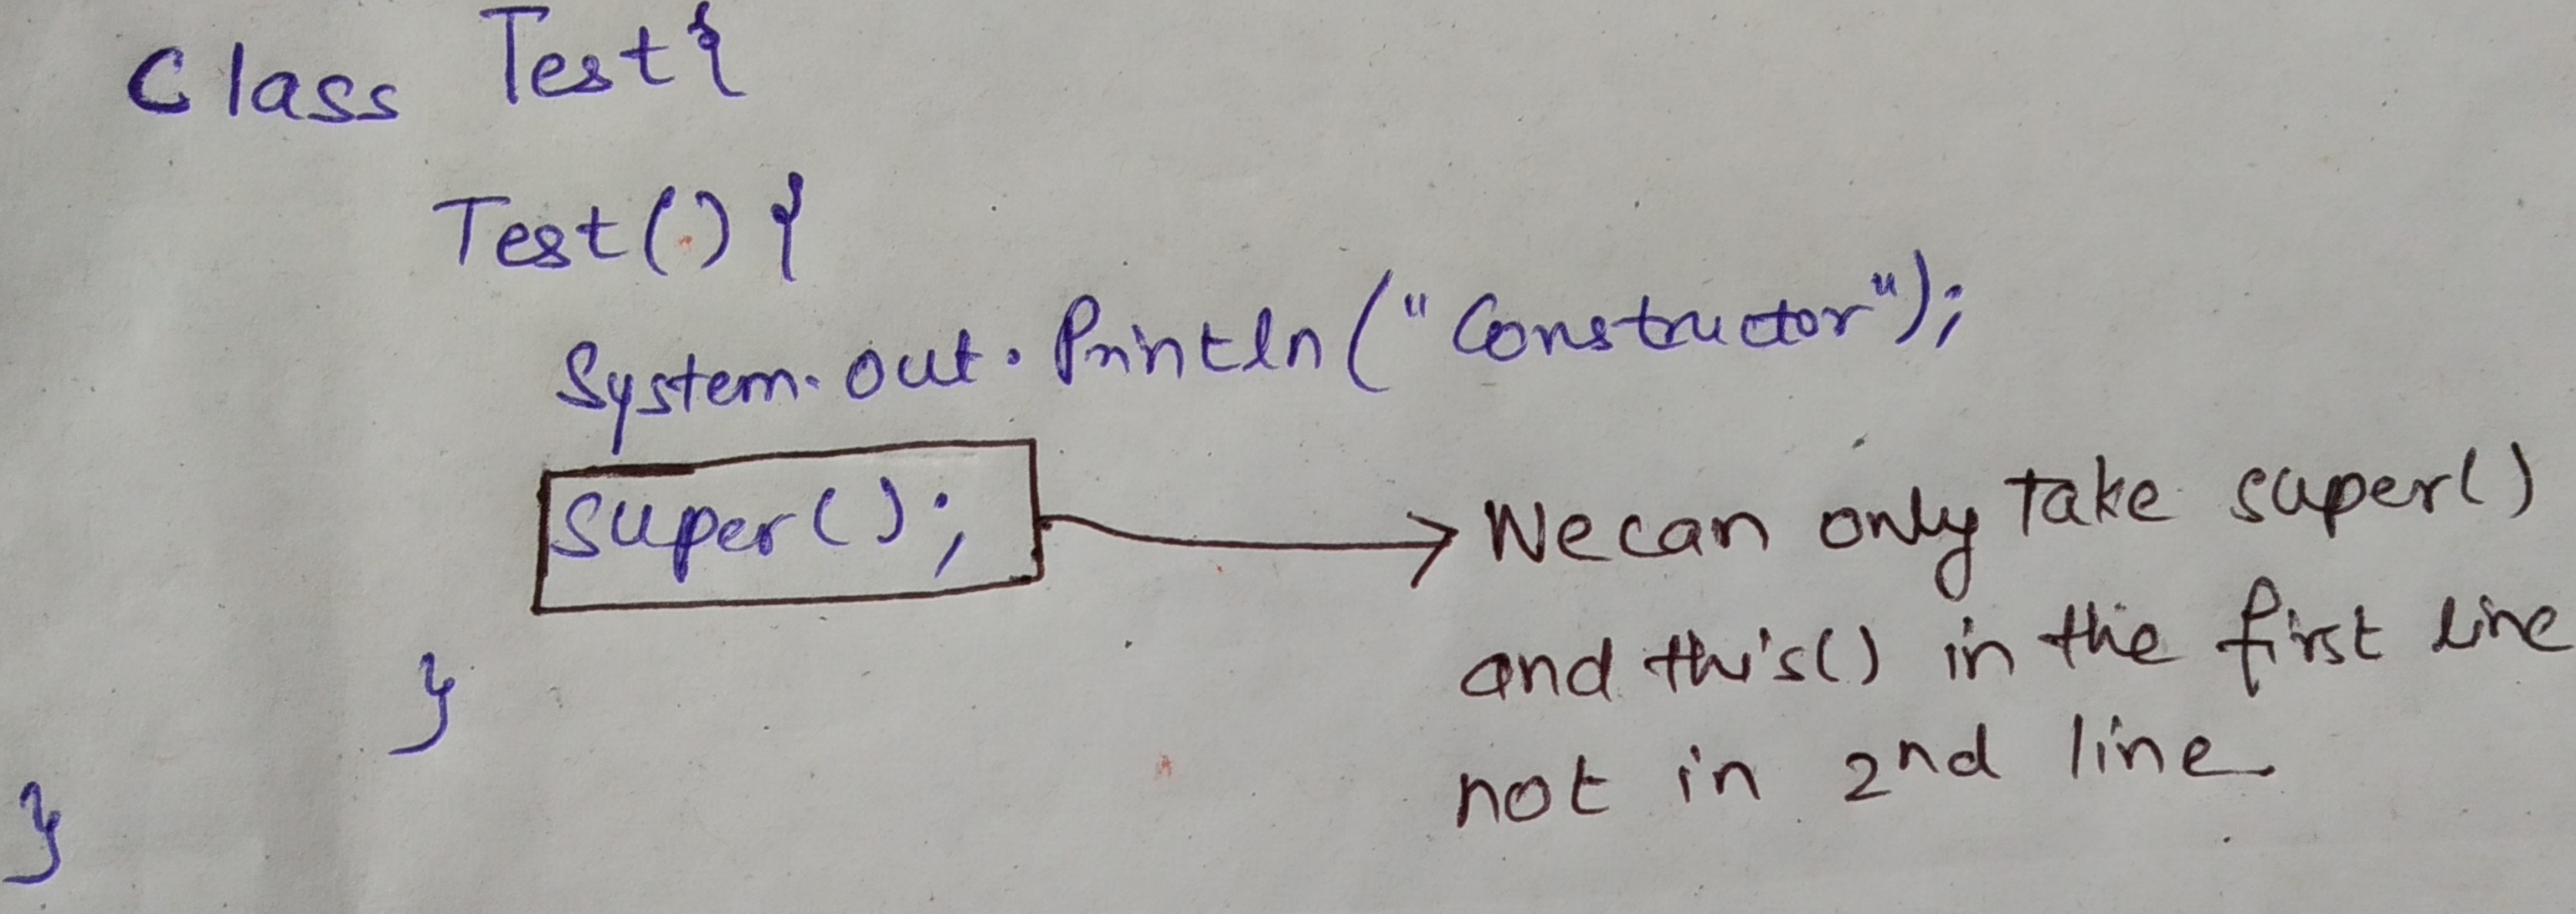 Class Test{
Test(){
System.out.Println("Constructor");
super();
We can only take super()
and this() in the first line
not in 2nd line
}
}